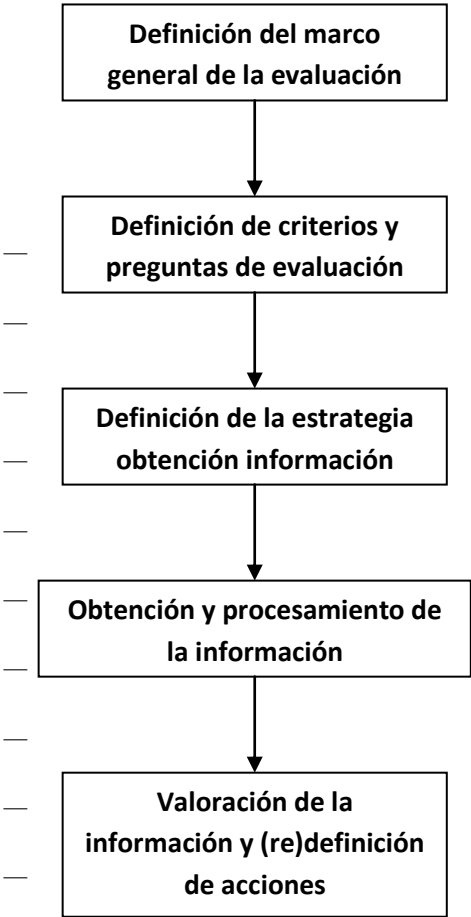 Definición del marco
general de la evaluación
Definición de criterios y
preguntas de evaluación
Definición de la estrategia
obtención información
Obtención y procesamiento de
la información
Valoración de la
información y (re)definición
de acciones